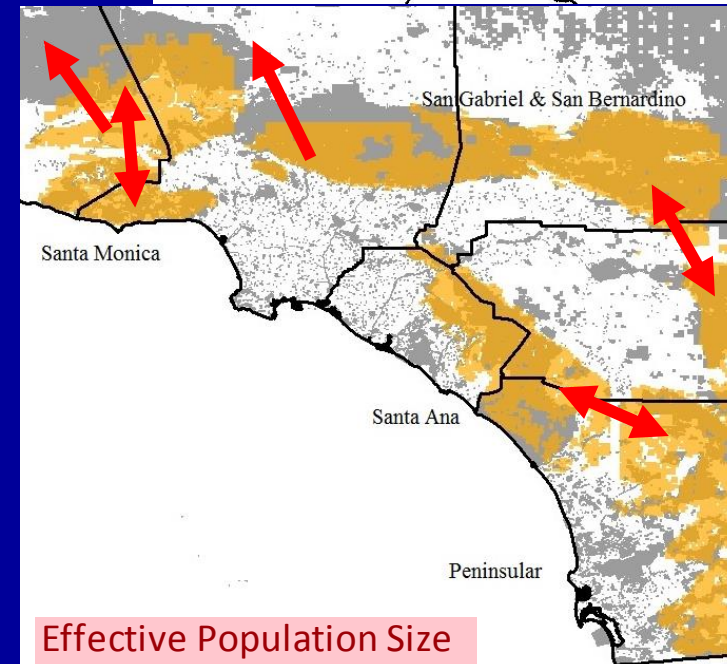 San Gabriel & San Bernardino
Santa Monica
Santa Ana
Peninsular
Effective Population Size